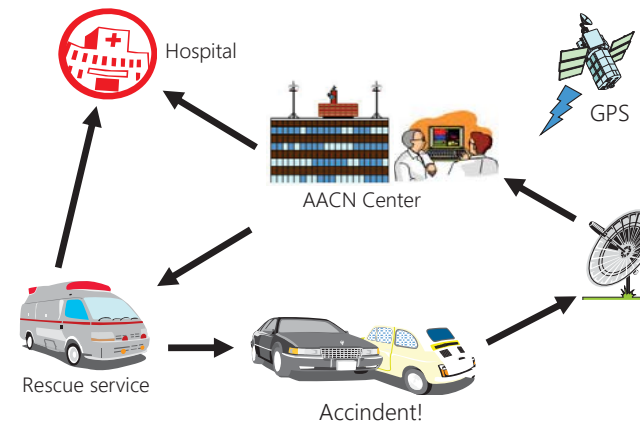 Hospital
GPS
AACN Center
Rescue service
Accindent!